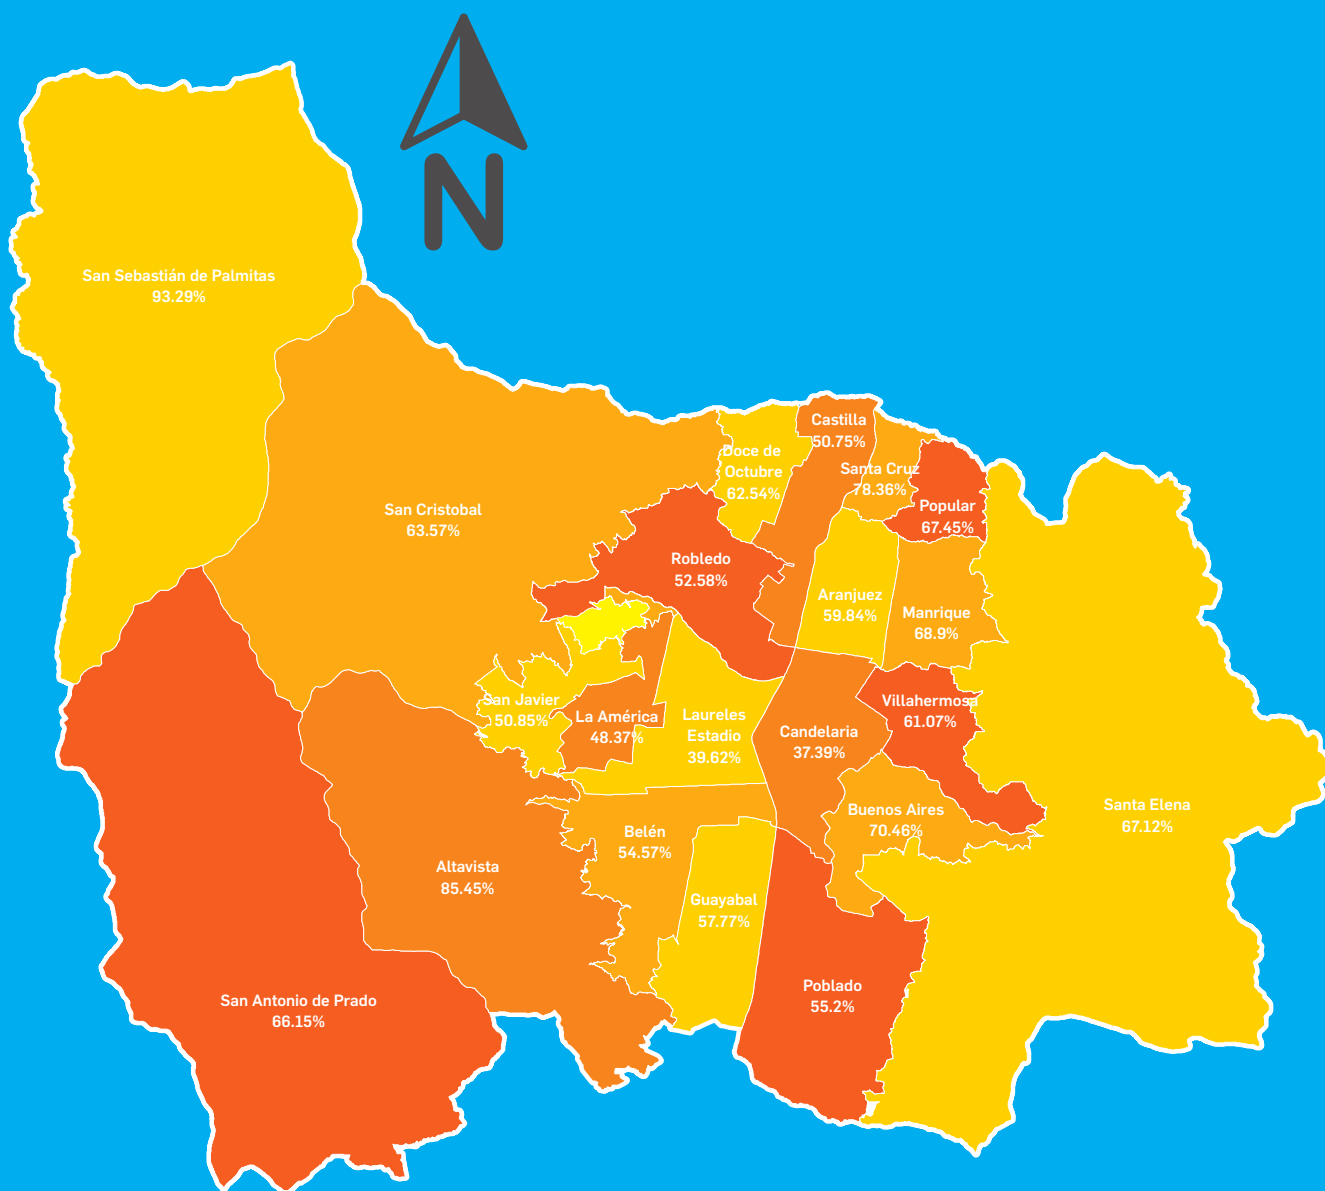 N
San Sebastián de Palmitas
93.29%
San Cristobal
63.57%
Doce de
Octubre
62.54%
Castilla
50.75%
Santa Cruz
78.36%
Popular
67.45%
Robledo
52.58%
Aranjuez
59.84%
Manrique
68.9%
San Javier
50.85%
La América
48.37%
Laureles
Estadio
39.62%
Candelaria
37.39%
Villahermosa
61.07%
Buenos Aires
70.46%
Santa Elena
67.12%
Belén
54.57%
Altavista
85.45%
Guayabal
57.77%
Poblado
55.2%
San Antonio de Prado
66.15%